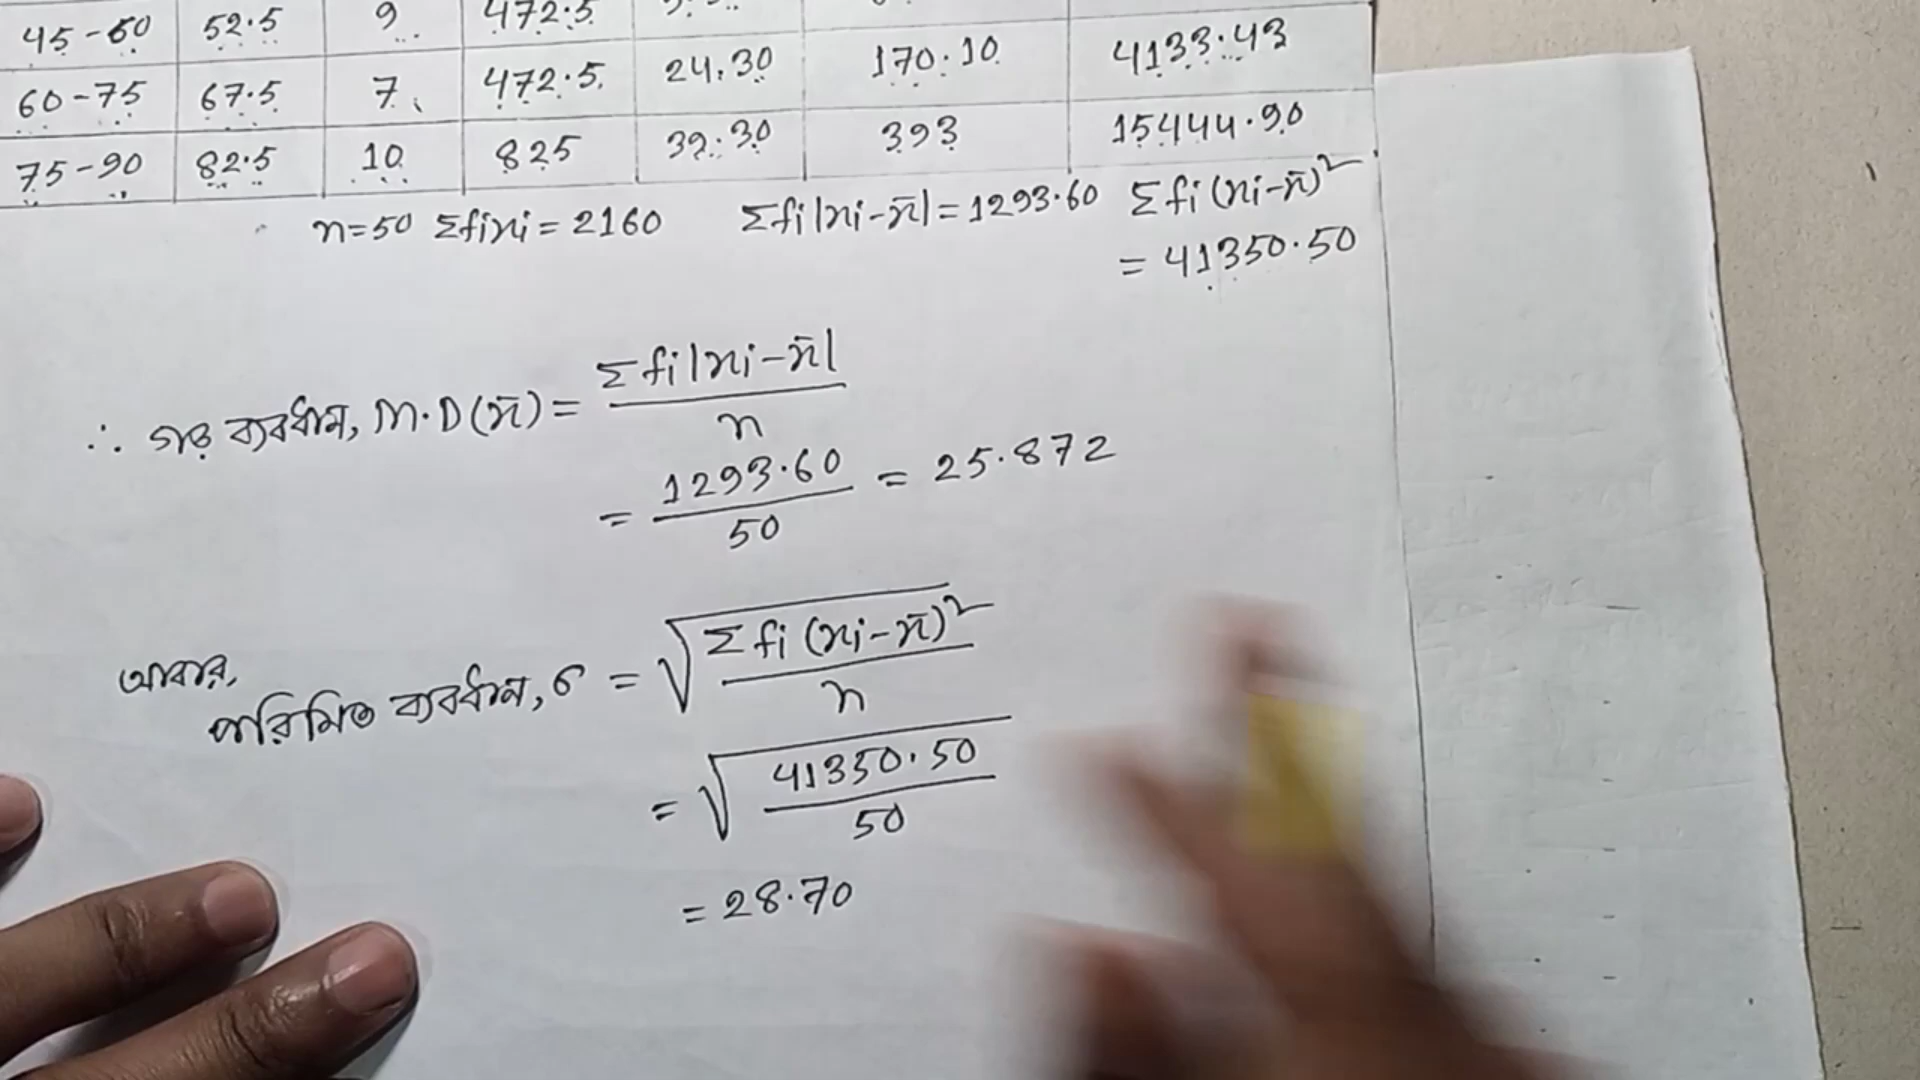 45-60 52.5 9 472.5
60-75 67.5 7 472.5 24.30 170.10 4133.43
75-90 82.5 10 825 39.30 393 15444.90
n=50 Σfixi = 2160 Σfi|xi-x̄| = 1293.60 Σfi(xi-x̄)²
= 41350.50
∴ গড় ব্যবধান, M.D(x̄) = Σfi|xi-x̄| / n
= 1293.60 / 50 = 25.872
আবার,
পরিমিত ব্যবধান, σ = √(Σfi(xi-x̄)² / n)
= √(41350.50 / 50)
= 28.70